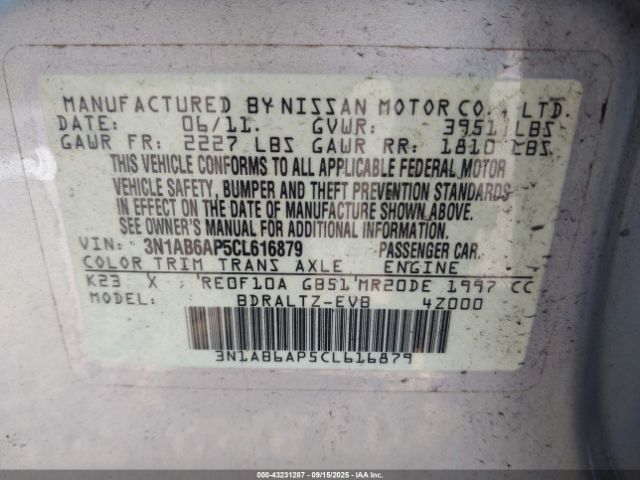 MANUFACTURED BY NISSAN MOTOR CO., LTD.
DATE: 06/11. GVWR: 3951 LBS
GAWR FR: 2227 LBS GAWR RR: 1810 LBS
THIS VEHICLE CONFORMS TO ALL APPLICABLE FEDERAL MOTOR
VEHICLE SAFETY, BUMPER AND THEFT PREVENTION STANDARDS
IN EFFECT ON THE DATE OF MANUFACTURE SHOWN ABOVE.
SEE OWNER'S MANUAL FOR ADDITIONAL INFORMATION.
VIN: 3N1AB6AP5CL616879 PASSENGER CAR
COLOR TRIM TRANS AXLE ENGINE
K23 X RE0F10A GB51 MR20DE 1997 CC
MODEL: BDRALTZ-EVB 4Z000
3N1AB6AP5CL616879
000-43231287 09/15/2025 IAAI.COM